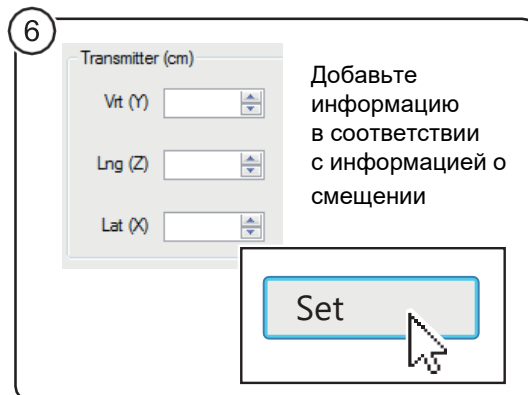 6
Transmitter (cm)
Vrt (Y)
Lng (Z)
Lat (X)
Добавьте
информацию
в соответствии
с информацией о
смещении
Set